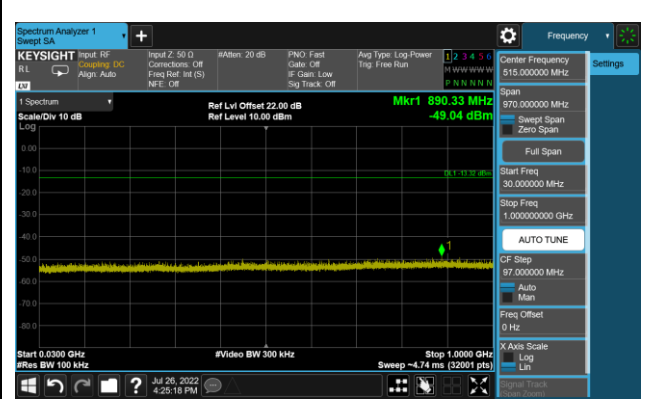 Spectrum Analyzer 1
Swept SA
+
Frequency
KEYSIGHT
RL
LXI
Input: RF
Coupling: DC
Align: Auto
Input Z: 50 Ω
Corrections: Off
Freq Ref: Int (S)
NFE: Off
#Atten: 20 dB
PNO: Fast
Gate: Off
IF Gain: Low
Sig Track: Off
Avg Type: Log-Power
Trig: Free Run
1 2 3 4 5 6
M W W W W W
P N N N N N
Center Frequency
515.000000 MHz
Settings
1 Spectrum
Scale/Div 10 dB
Ref Lvl Offset 22.00 dB
Ref Level 10.00 dBm
Mkr1 890.33 MHz
-49.04 dBm
Span
970.000000 MHz
Swept Span
Zero Span
Full Span
Start Freq
30.000000 MHz
Stop Freq
1.000000000 GHz
AUTO TUNE
CF Step
97.000000 MHz
Auto
Man
Freq Offset
0 Hz
X Axis Scale
Log
Lin
Signal Track
(Span Zoom)
Log
0.00
-10.0
DL1 -13.32 dBm
-20.0
-30.0
-40.0
1
-50.0
-60.0
-70.0
-80.0
Start 0.0300 GHz
#Video BW 300 kHz
Stop 1.0000 GHz
#Res BW 100 kHz
Sweep ~4.74 ms (32001 pts)
?
Jul 26, 2022
4:25:18 PM